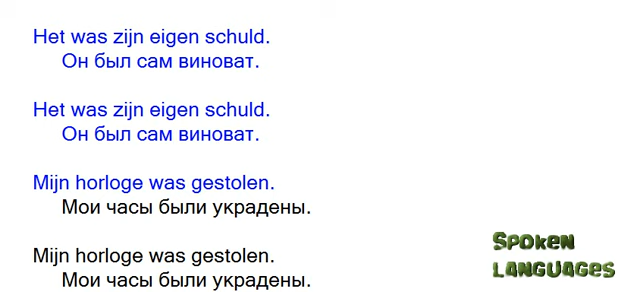 Het was zijn eigen schuld.
Он был сам виноват.
Het was zijn eigen schuld.
Он был сам виноват.
Mijn horloge was gestolen.
Мои часы были украдены.
Mijn horloge was gestolen.
Мои часы были украдены.
Spoken
Languages